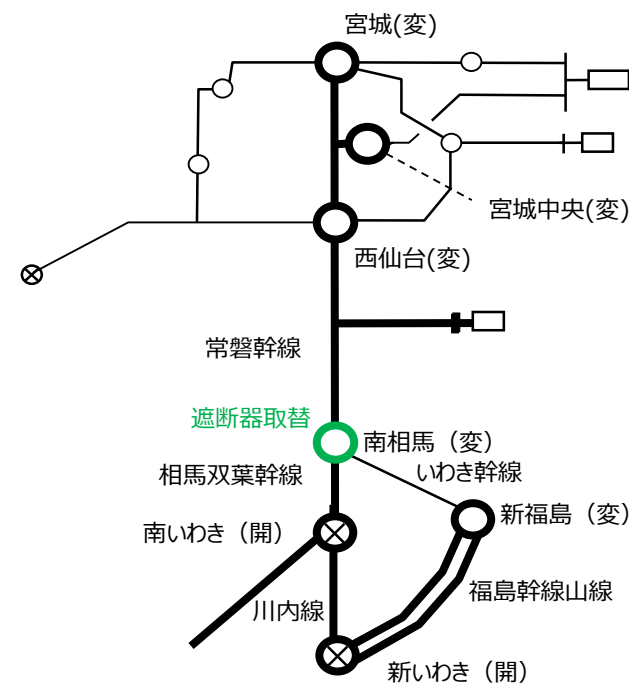 宮城(変)
宮城中央(変)
西仙台(変)
常磐幹線
遮断器取替
南相馬（変）
いわき幹線
相馬双葉幹線
新福島（変）
南いわき（開）
福島幹線山線
川内線
新いわき（開）